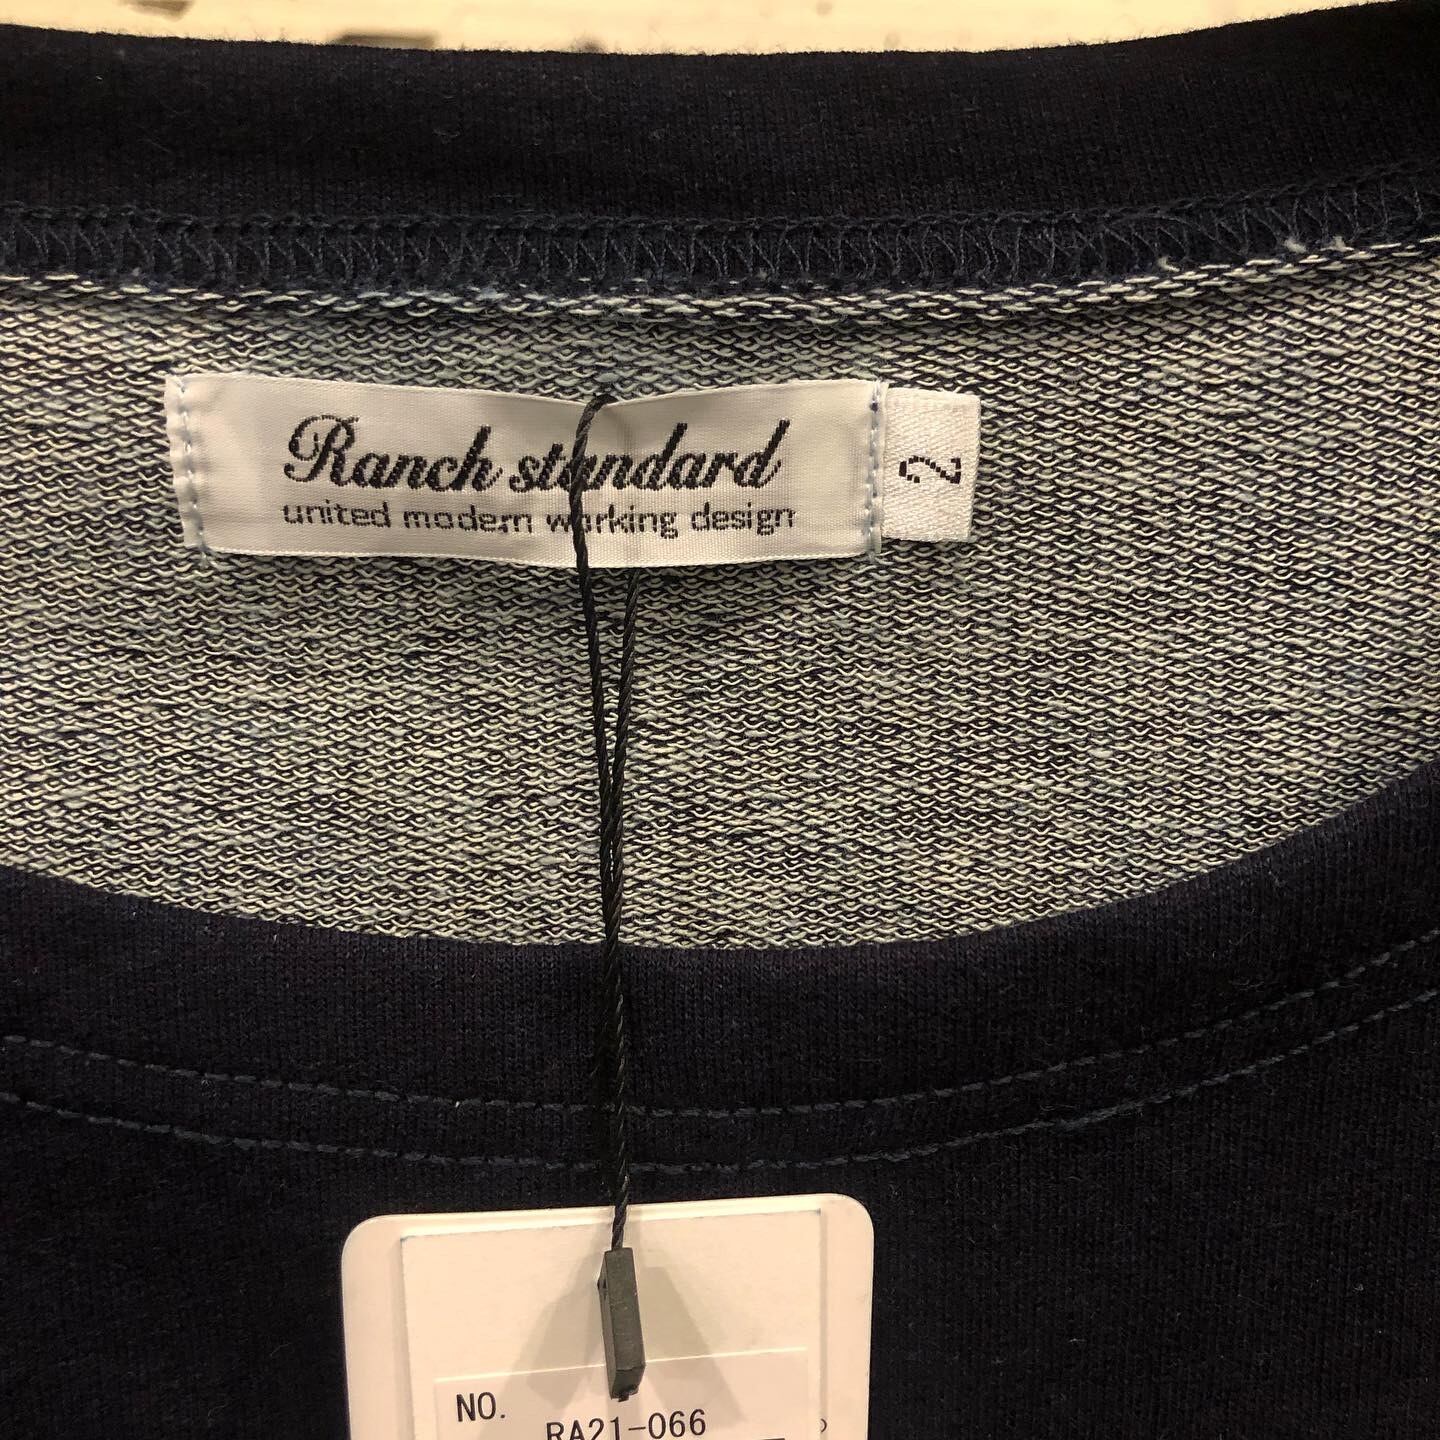 Ranch standard
united modern working design
2
NO.
RA21-066